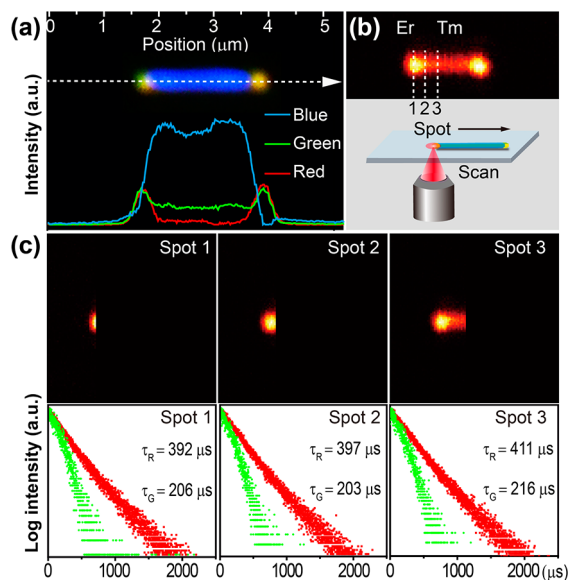 0 1 2 3 4 5
(a)
Position (μm)
Intensity (a.u.)
Blue
Green
Red
(b)
Er Tm
1 2 3
Spot
Scan
(c)
Spot 1 Spot 2 Spot 3
Log intensity (a.u.)
Spot 1 Spot 2 Spot 3
τR = 392 μs τR = 397 μs τR = 411 μs
τG = 206 μs τG = 203 μs τG = 216 μs
0 1000 2000 0 1000 2000 0 1000 2000 (μs)